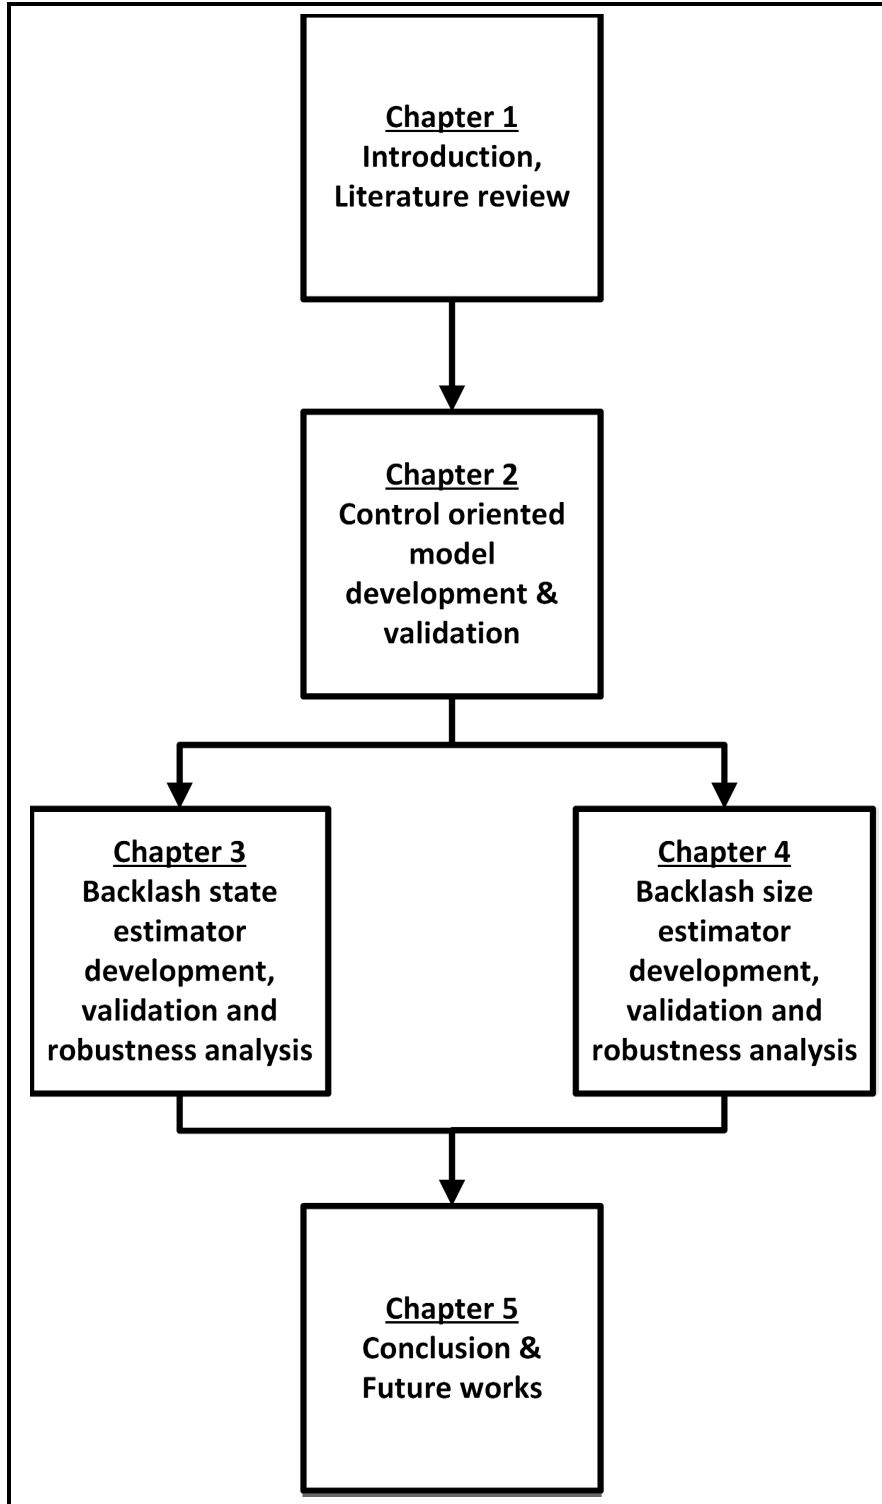 Chapter 1
Introduction,
Literature review
Chapter 2
Control oriented
model
development &
validation
Chapter 3
Backlash state
estimator
development,
validation and
robustness analysis
Chapter 4
Backlash size
estimator
development,
validation and
robustness analysis
Chapter 5
Conclusion &
Future works